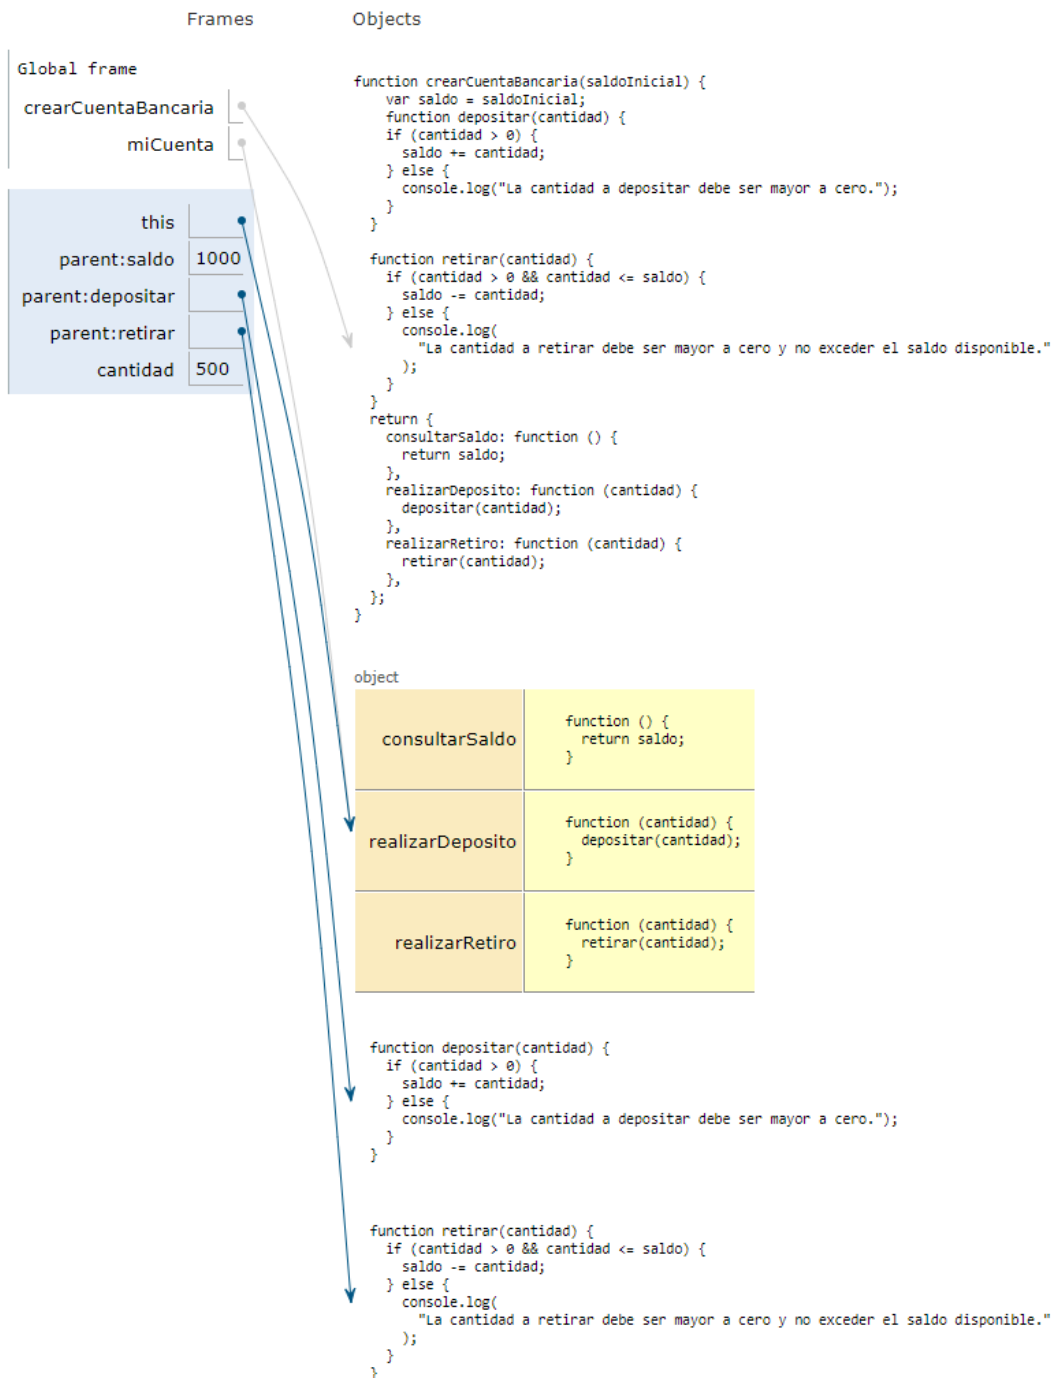 Frames Objects
Global frame
crearCuentaBancaria
miCuenta
this
parent:saldo 1000
parent:depositar
parent:retirar
cantidad 500
function crearCuentaBancaria(saldoInicial) {
    var saldo = saldoInicial;
    function depositar(cantidad) {
    if (cantidad > 0) {
      saldo += cantidad;
    } else {
      console.log("La cantidad a depositar debe ser mayor a cero.");
    }
  }
  function retirar(cantidad) {
    if (cantidad > 0 && cantidad <= saldo) {
      saldo -= cantidad;
    } else {
      console.log(
        "La cantidad a retirar debe ser mayor a cero y no exceder el saldo disponible."
      );
    }
  }
  return {
    consultarSaldo: function () {
      return saldo;
    },
    realizarDeposito: function (cantidad) {
      depositar(cantidad);
    },
    realizarRetiro: function (cantidad) {
      retirar(cantidad);
    },
  };
}
object
consultarSaldo
function () {
  return saldo;
}
realizarDeposito
function (cantidad) {
  depositar(cantidad);
}
realizarRetiro
function (cantidad) {
  retirar(cantidad);
}
function depositar(cantidad) {
    if (cantidad > 0) {
      saldo += cantidad;
    } else {
      console.log("La cantidad a depositar debe ser mayor a cero.");
    }
  }
function retirar(cantidad) {
    if (cantidad > 0 && cantidad <= saldo) {
      saldo -= cantidad;
    } else {
      console.log(
        "La cantidad a retirar debe ser mayor a cero y no exceder el saldo disponible."
      );
    }
  }